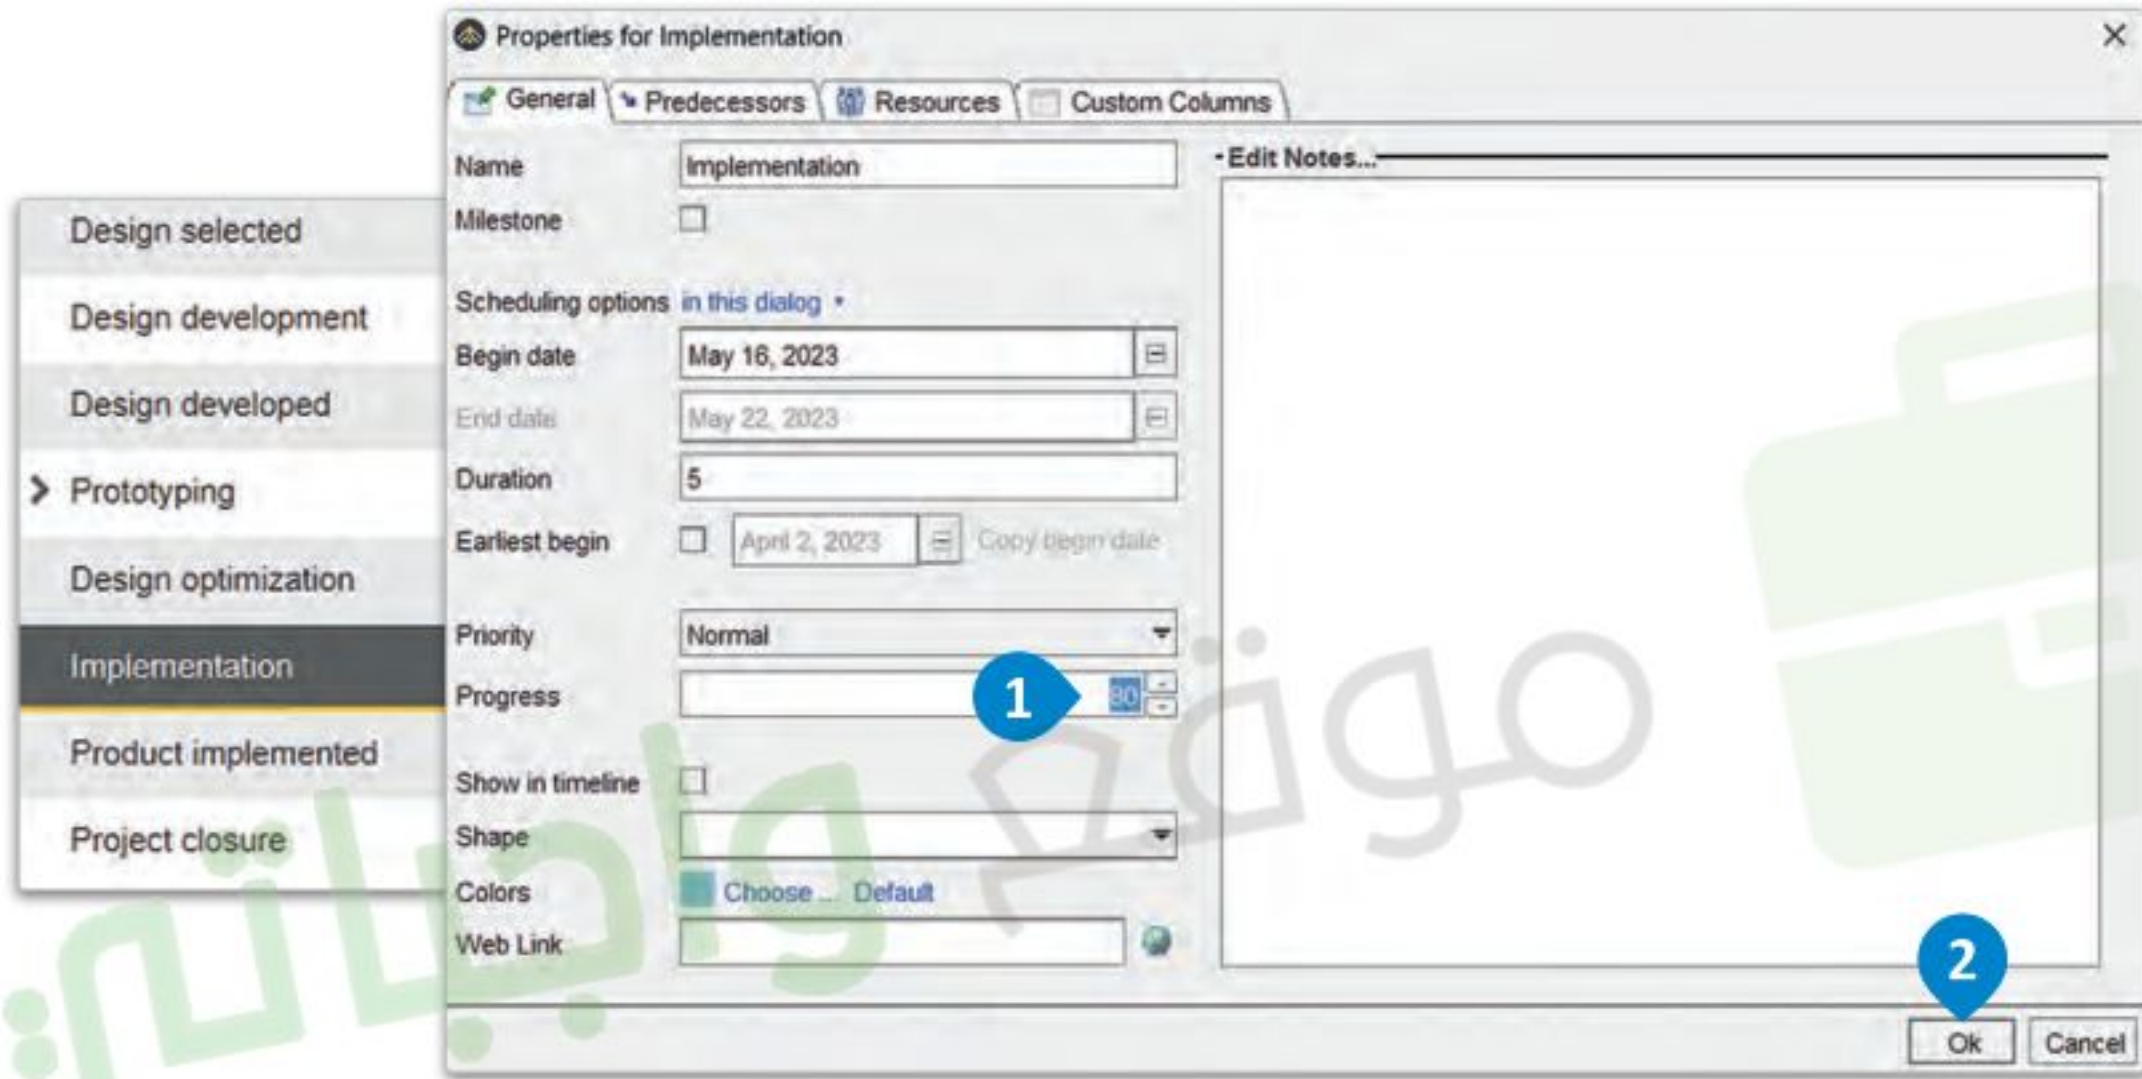 Properties for Implementation
General Predecessors Resources Custom Columns
Name Implementation
Milestone
Scheduling options in this dialog
Begin date May 16, 2023
End date May 22, 2023
Duration 5
Earliest begin April 2, 2023 Copy begin date
Priority Normal
Progress 1 80
Show in timeline
Shape
Colors Choose ... Default
Web Link
Edit Notes...
2
Ok Cancel
Design selected
Design development
Design developed
Prototyping
Design optimization
Implementation
Product implemented
Project closure
موقع
واجباتي